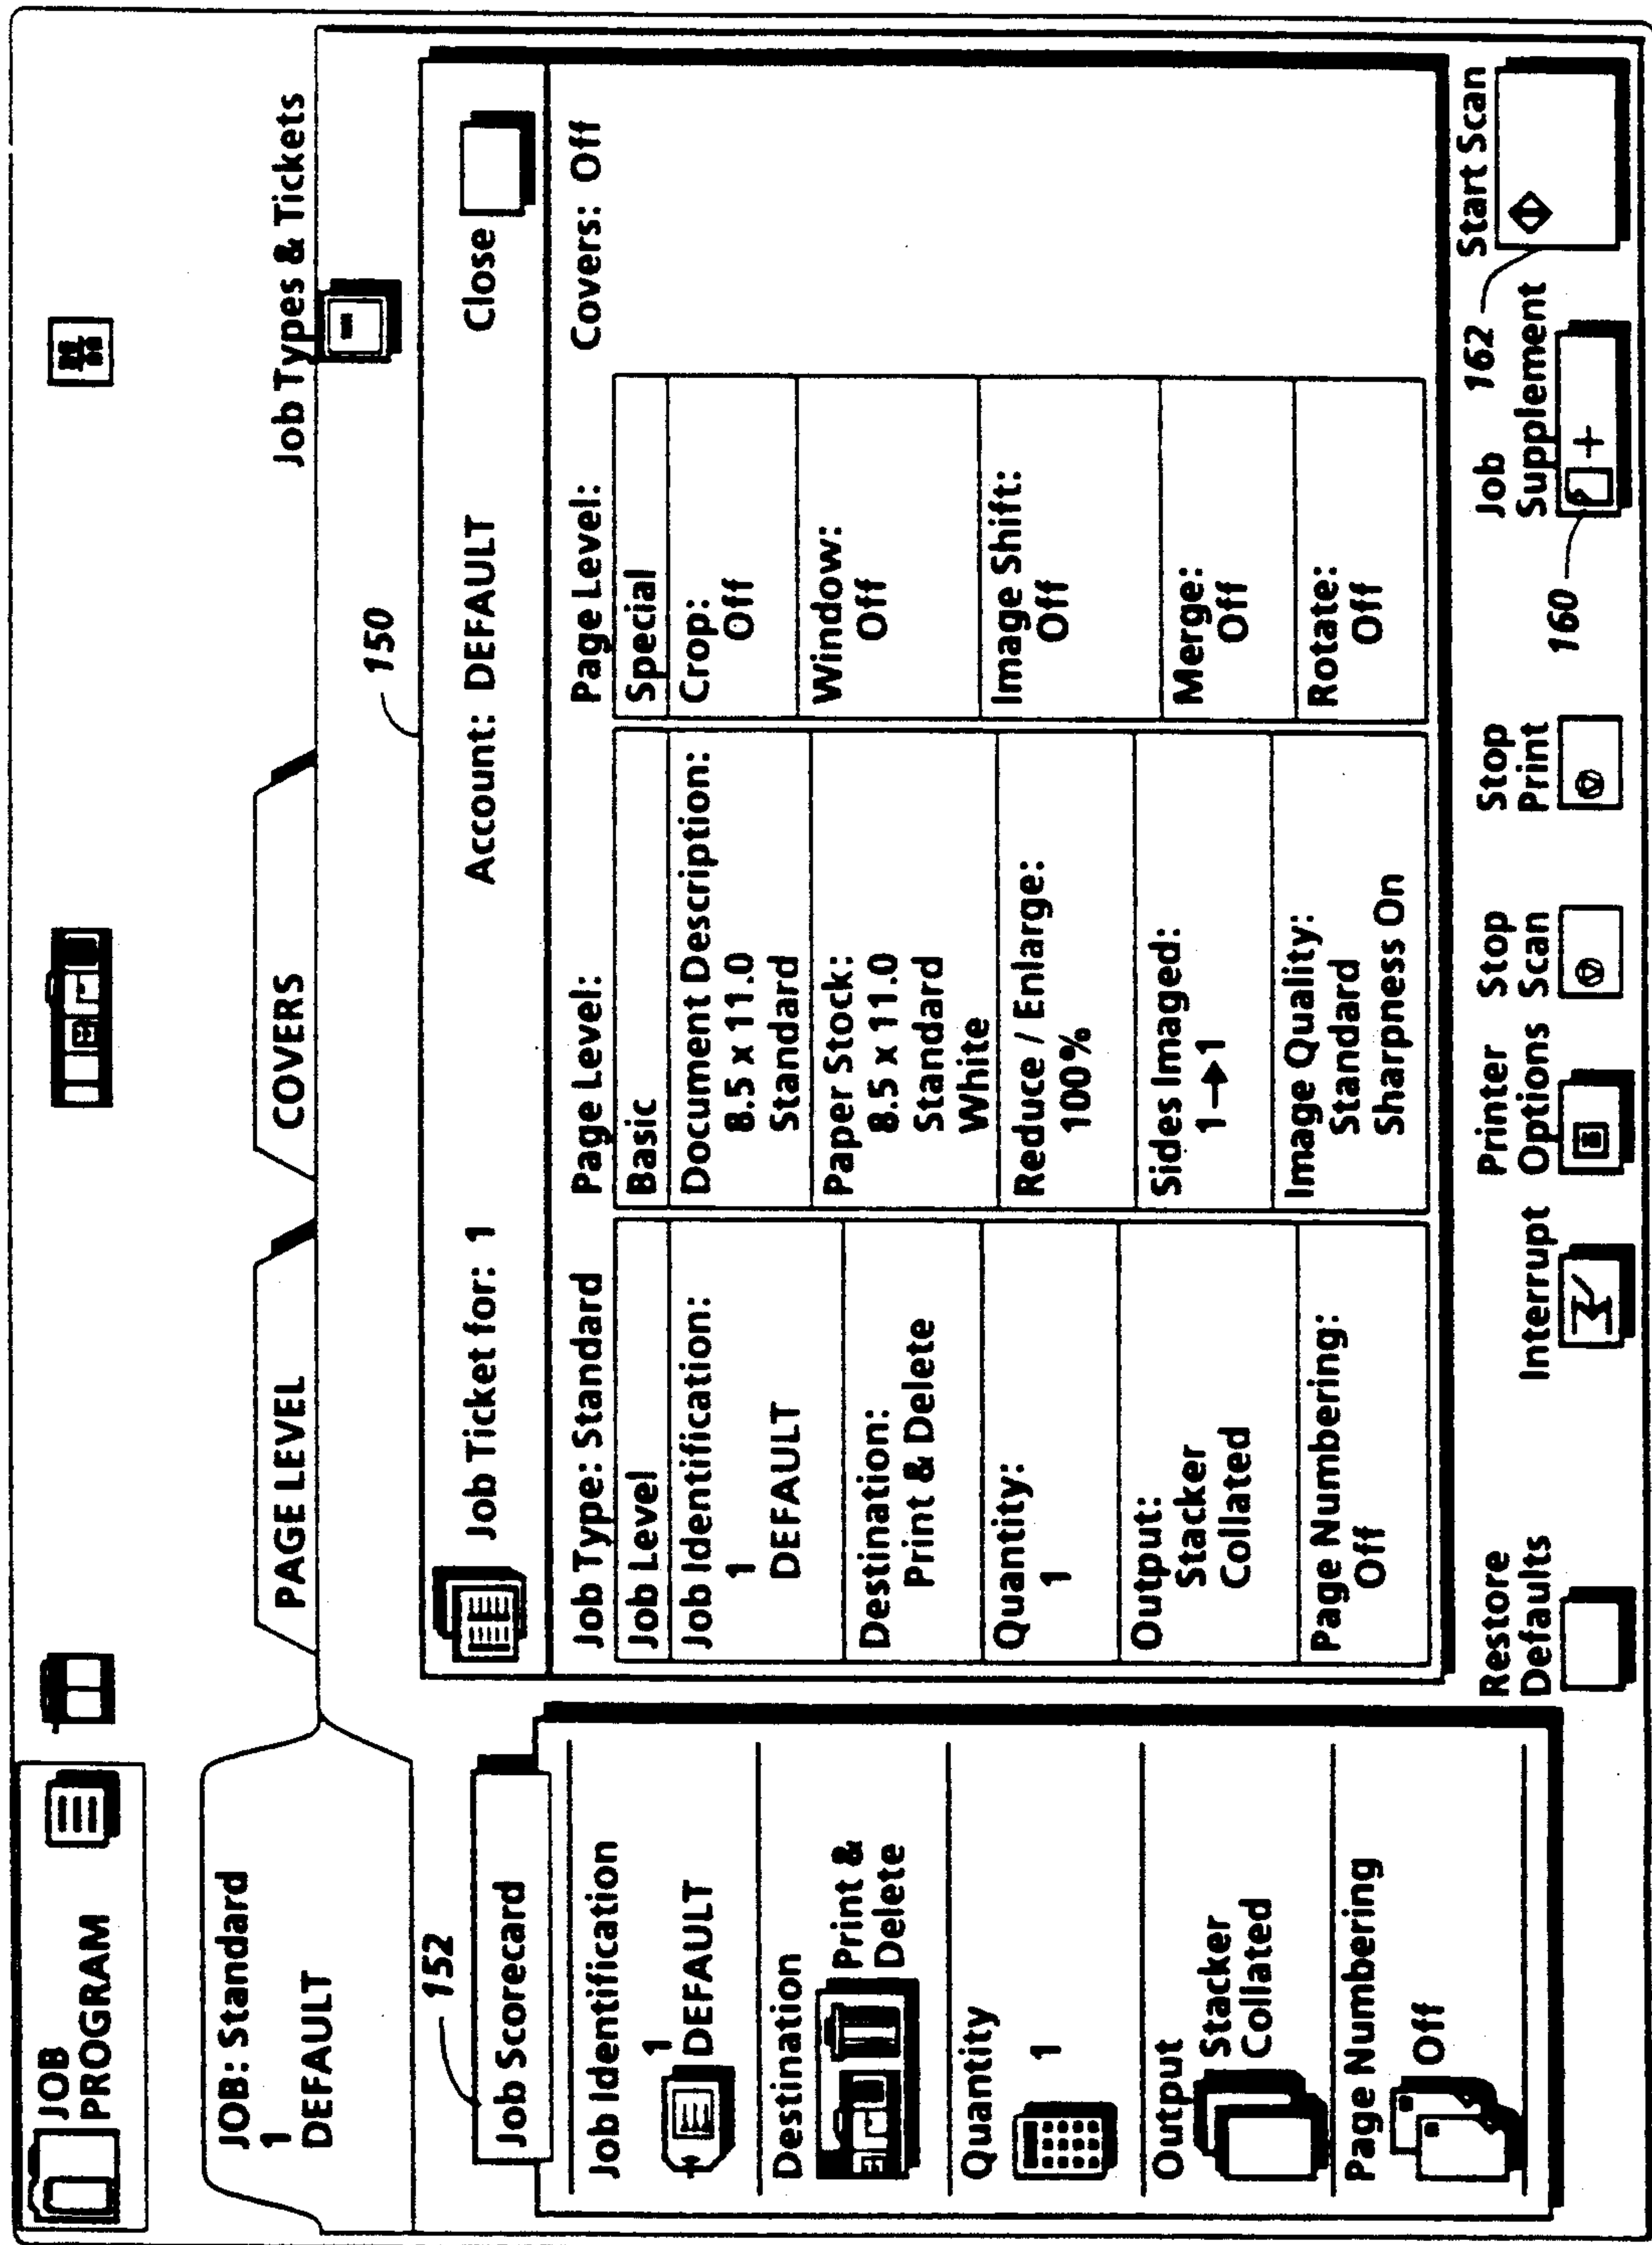 JOB
PROGRAM
JOB: Standard
1
DEFAULT
PAGE LEVEL
COVERS
Job Types & Tickets
152
Job Scorecard
Job Identification
1
DEFAULT
Destination
Print &
Delete
Quantity
1
Output
Stacker
Collated
Page Numbering
Off
150
Job Ticket for: 1
Account: DEFAULT
Close
Job Type: Standard
Job Level
Job Identification:
1
DEFAULT
Destination:
Print & Delete
Quantity:
1
Output:
Stacker
Collated
Page Numbering:
Off
Page Level:
Basic
Document Description:
8.5 x 11.0
Standard
Paper Stock:
8.5 x 11.0
Standard
White
Reduce / Enlarge:
100%
Sides Imaged:
1→1
Image Quality:
Standard
Sharpness On
Page Level:
Special
Crop:
Off
Window:
Off
Image Shift:
Off
Merge:
Off
Rotate:
Off
Covers: Off
Restore
Defaults
Interrupt
Printer
Options
Stop
Scan
Stop
Print
160
Job
Supplement
162
Start Scan